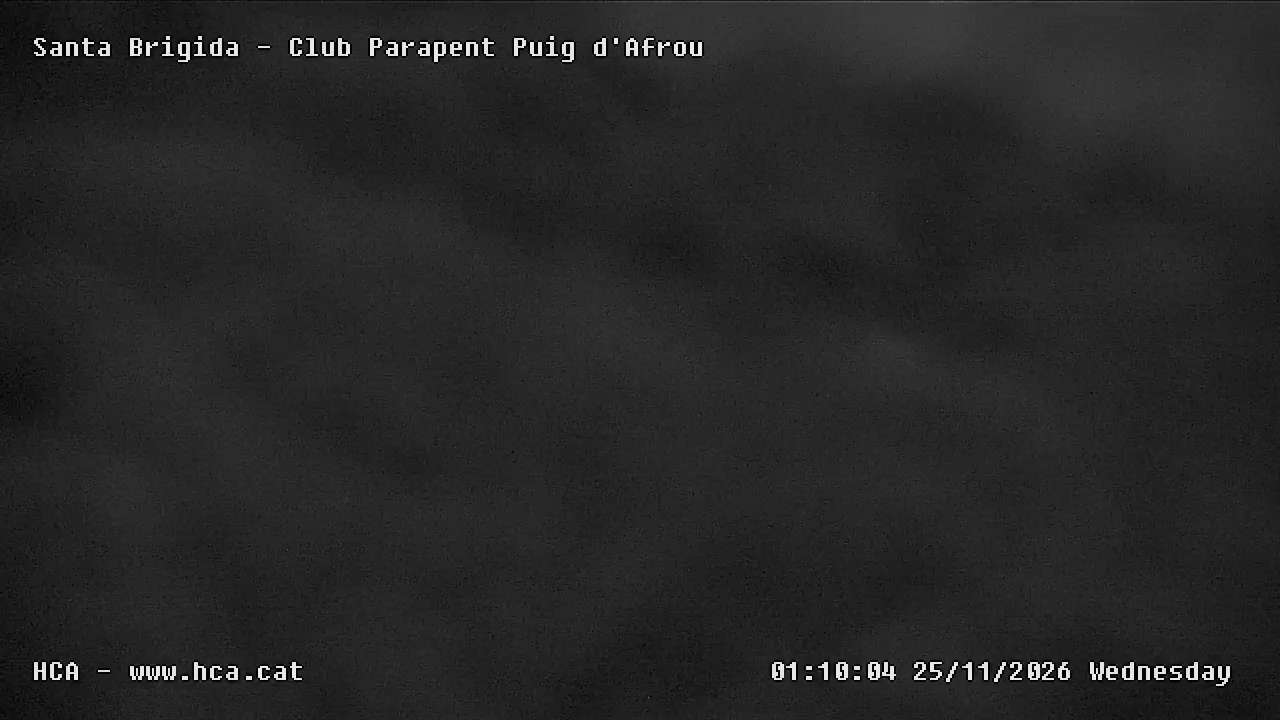 Santa Brigida - Club Parapent Puig d'Afrou
HCA - www.hca.cat
01:10:04 25/11/2026 Wednesday